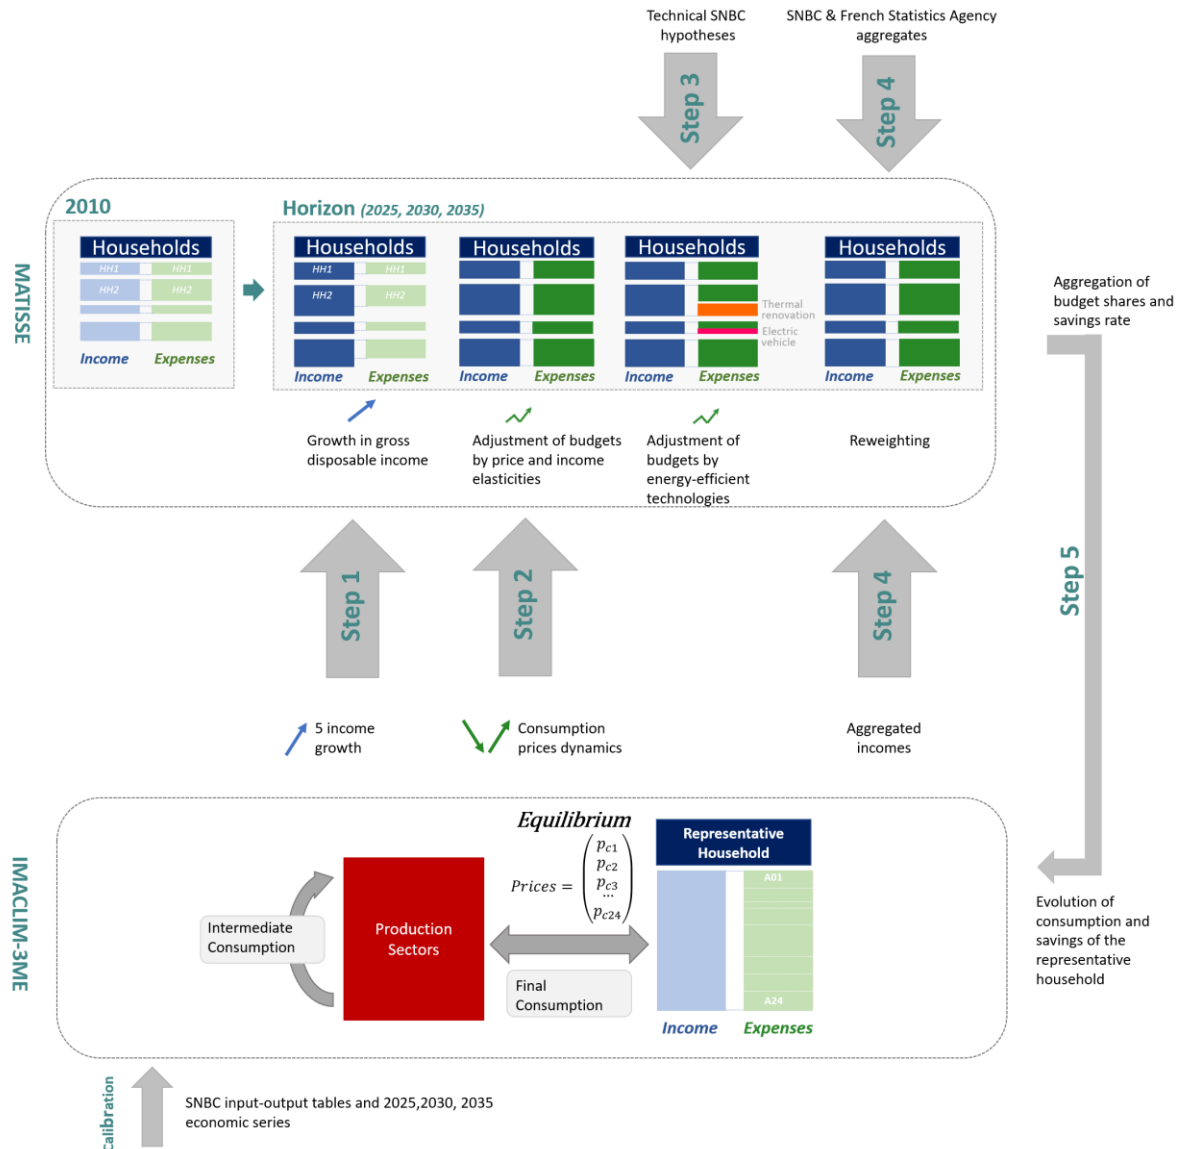 Technical SNBC
hypotheses
SNBC & French Statistics Agency
aggregates
Step 3
Step 4
MATISSE
2010
Households
HH1 HH1
HH2 HH2
Income Expenses
Horizon (2025, 2030, 2035)
Households
HH1 HH1
HH2 HH2
Income Expenses
Households
Income Expenses
Households
Thermal
renovation
Electric
vehicle
Income Expenses
Households
Income Expenses
Growth in gross
disposable income
Adjustment of budgets
by price and income
elasticities
Adjustment of
budgets by
energy-efficient
technologies
Reweighting
Aggregation of
budget shares and
savings rate
Step 1
Step 2
Step 4
Step 5
5 income
growth
Consumption
prices dynamics
Aggregated
incomes
IMACLIM-3ME
Intermediate
Consumption
Production
Sectors
Equilibrium
Prices =
p_c1
p_c2
p_c3
...
p_c24
Final
Consumption
Representative
Household
A01
A24
Income Expenses
Evolution of
consumption and
savings of the
representative
household
Calibration
SNBC input-output tables and 2025,2030, 2035
economic series